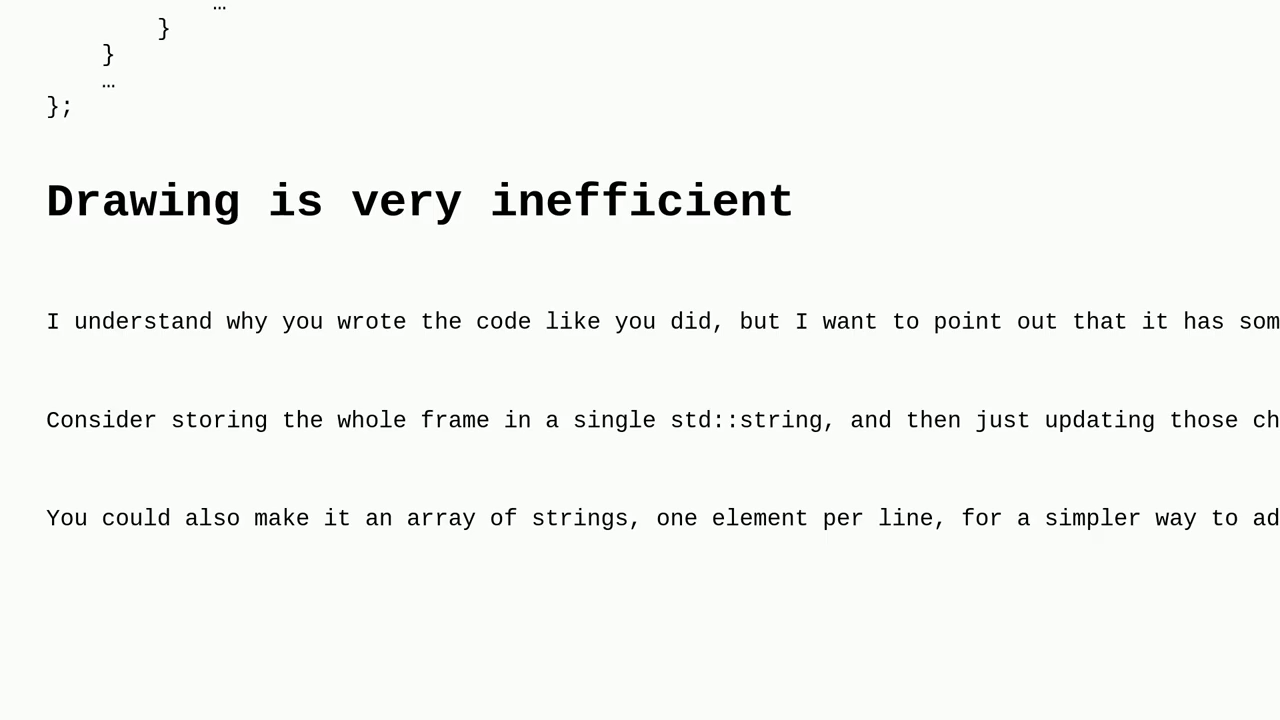 …
}
}
…
};
Drawing is very inefficient
I understand why you wrote the code like you did, but I want to point out that it has som
Consider storing the whole frame in a single std::string, and then just updating those ch
You could also make it an array of strings, one element per line, for a simpler way to ad